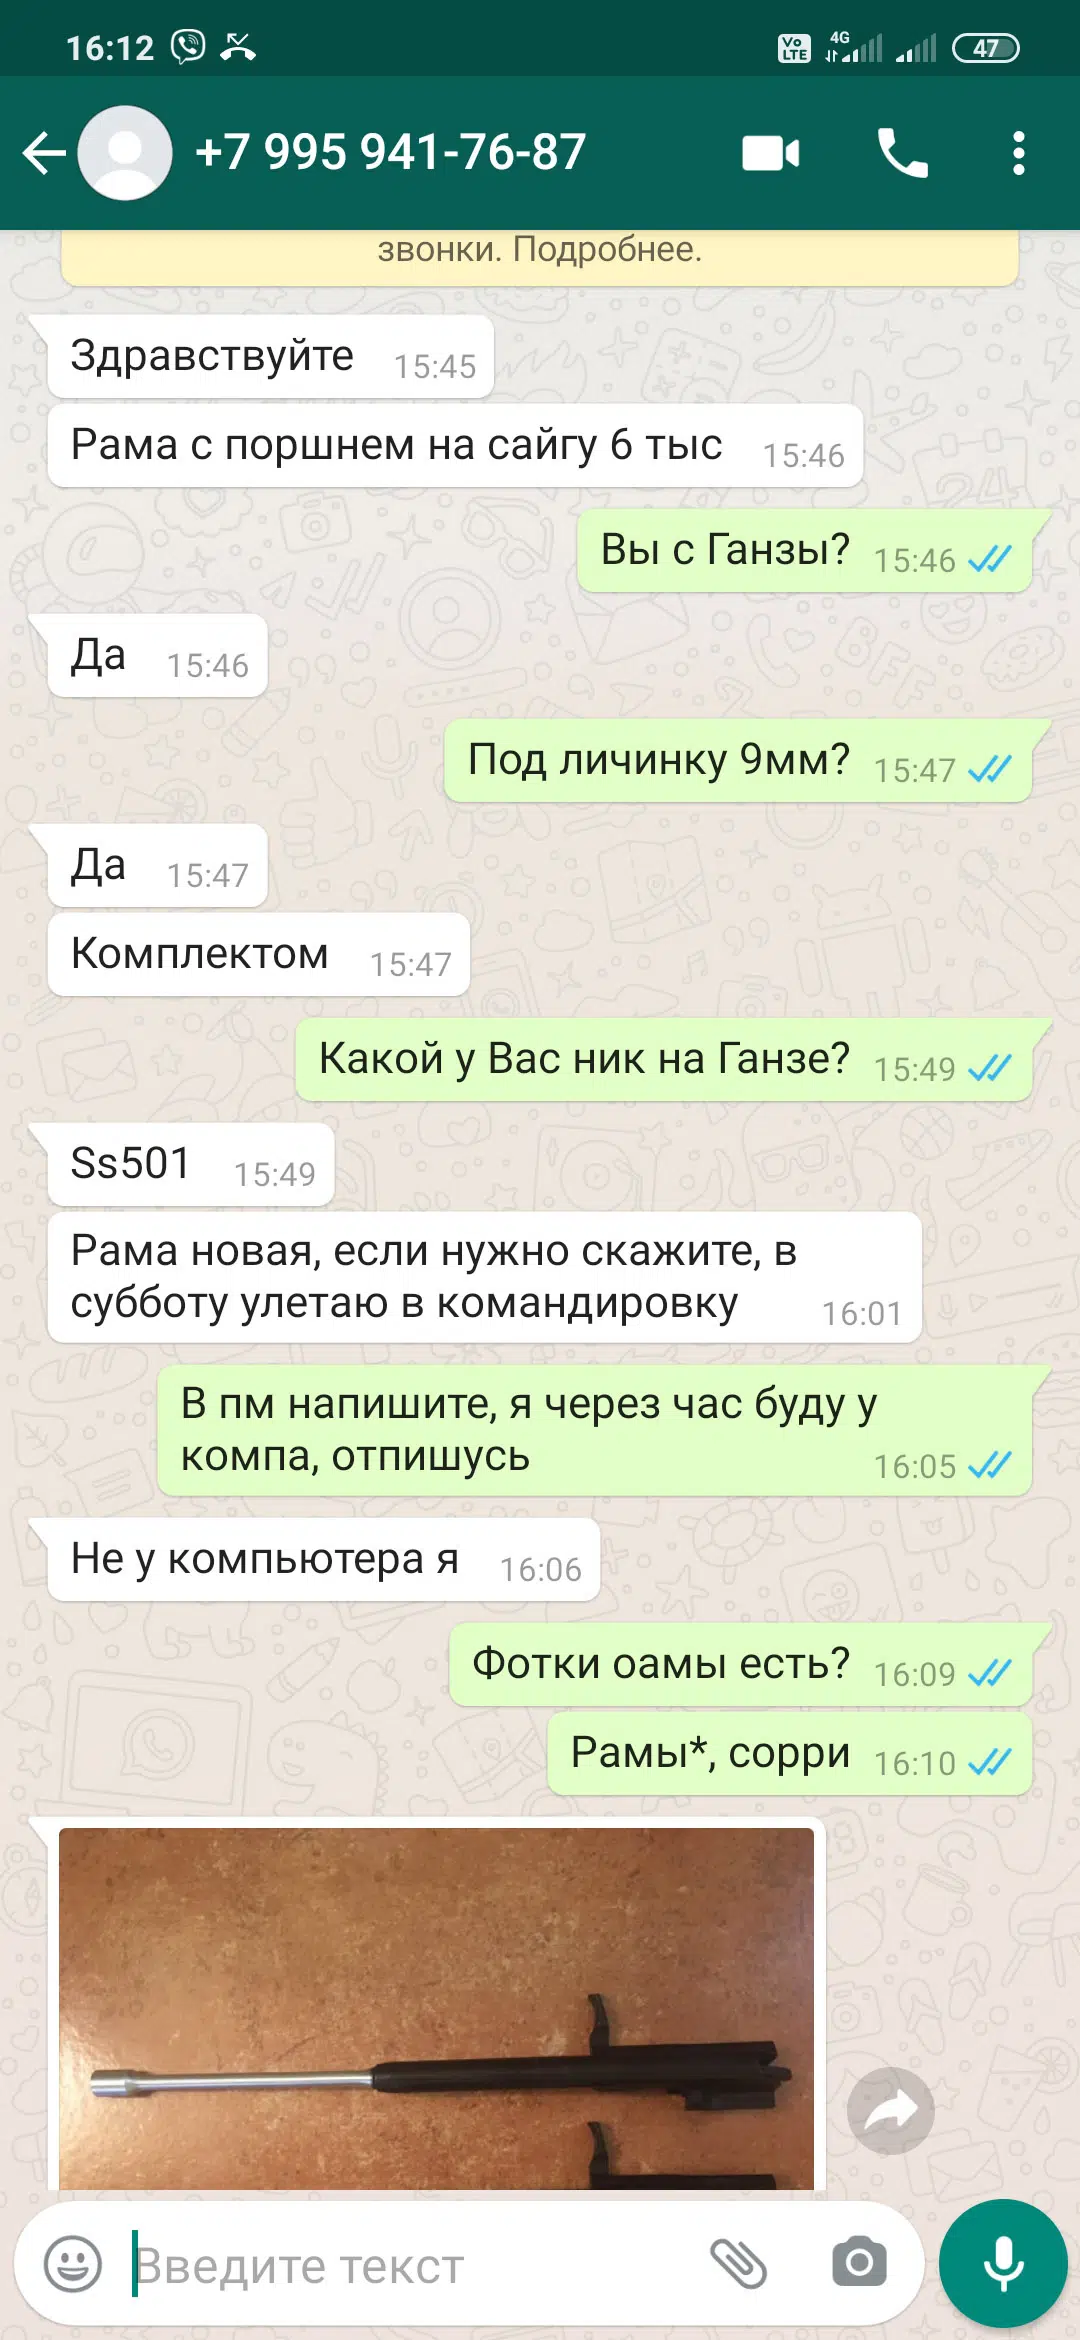 16:12
Vo LTE 4G 47
+7 995 941-76-87
звонки. Подробнее.
Здравствуйте 15:45
Рама с поршнем на сайгу 6 тыс 15:46
Вы с Ганзы? 15:46
Да 15:46
Под личинку 9мм? 15:47
Да 15:47
Комплектом 15:47
Какой у Вас ник на Ганзе? 15:49
Ss501 15:49
Рама новая, если нужно скажите, в
субботу улетаю в командировку 16:01
В пм напишите, я через час буду у
компа, отпишусь 16:05
Не у компьютера я 16:06
Фотки оамы есть? 16:09
Рамы*, сорри 16:10
Введите текст